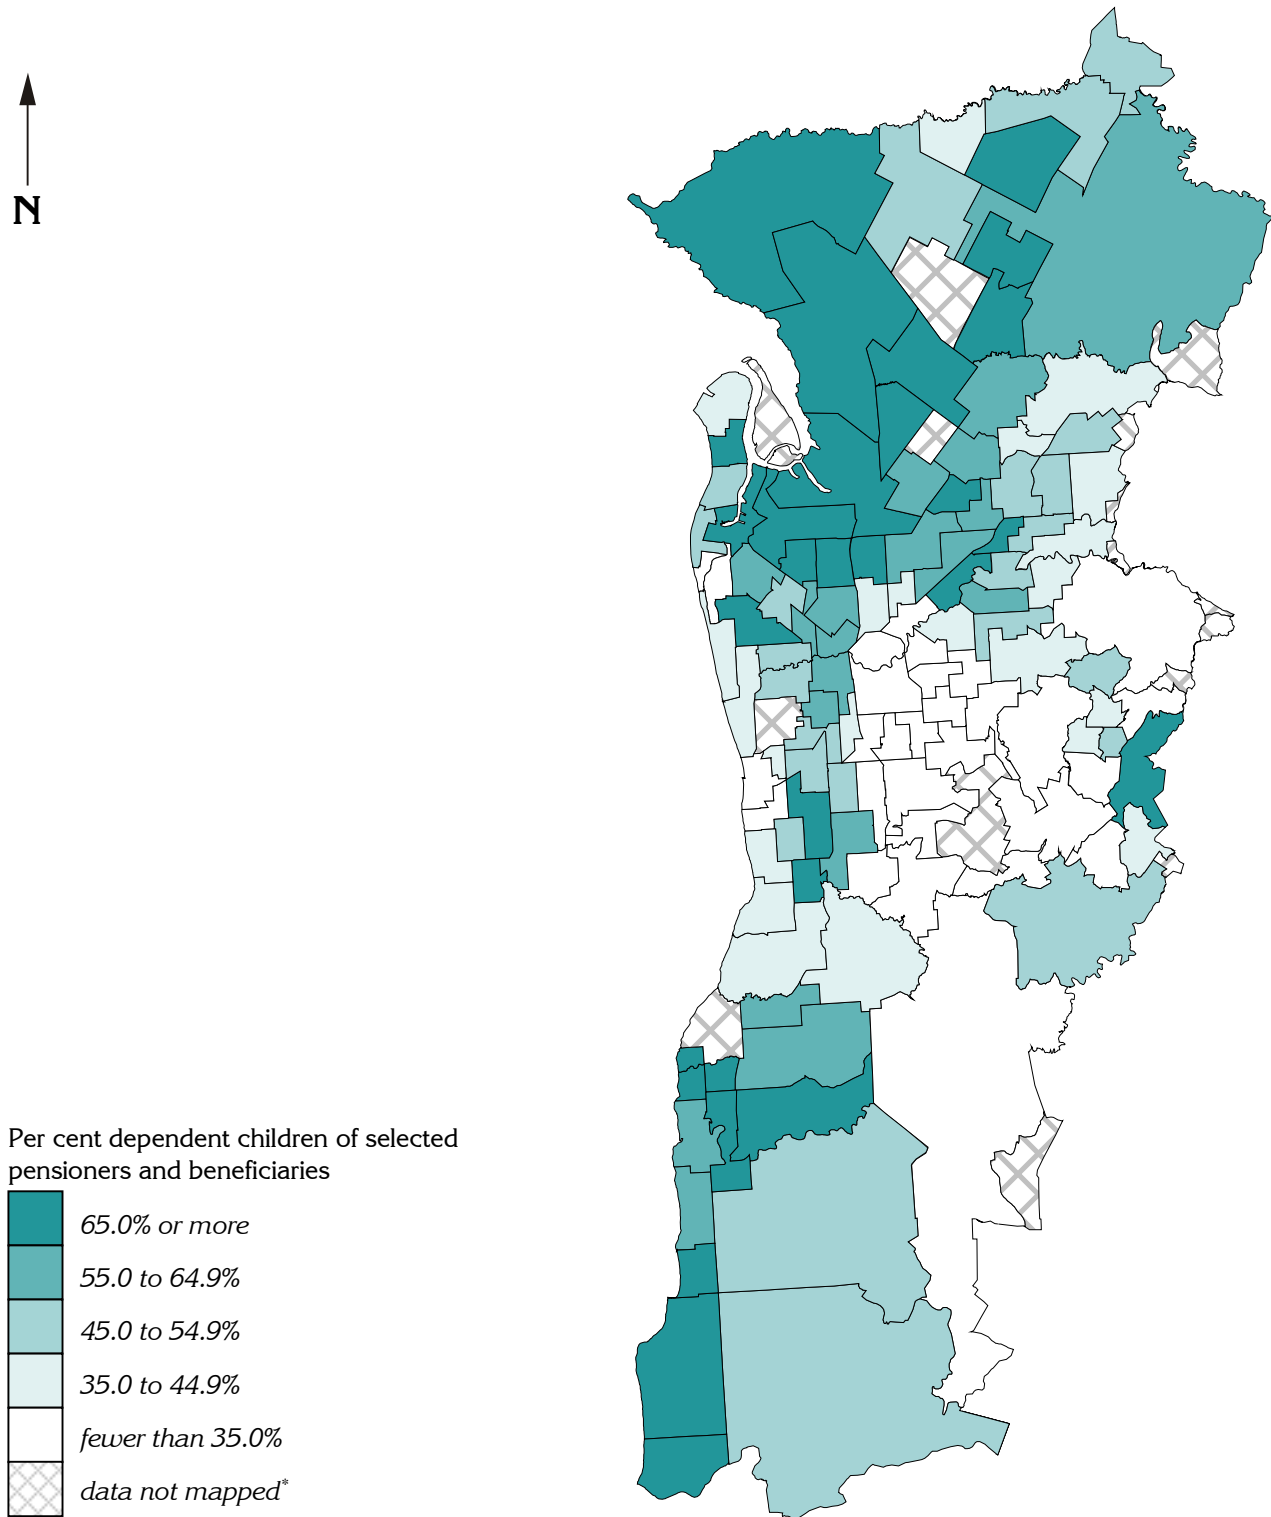 N
Per cent dependent children of selected
pensioners and beneficiaries
65.0% or more
55.0 to 64.9%
45.0 to 54.9%
35.0 to 44.9%
fewer than 35.0%
data not mapped*